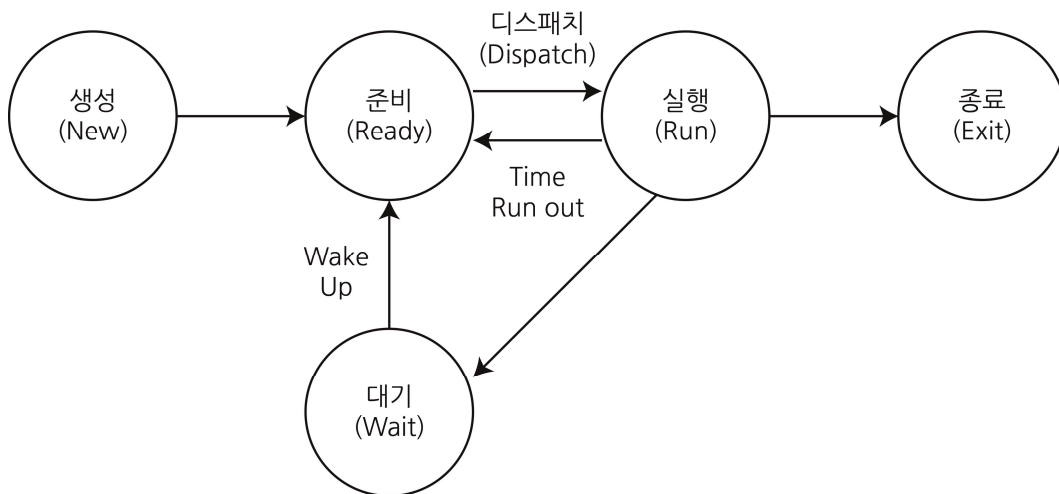 디스패치
(Dispatch)
생성
(New)
준비
(Ready)
실행
(Run)
종료
(Exit)
Time
Run out
Wake
Up
대기
(Wait)